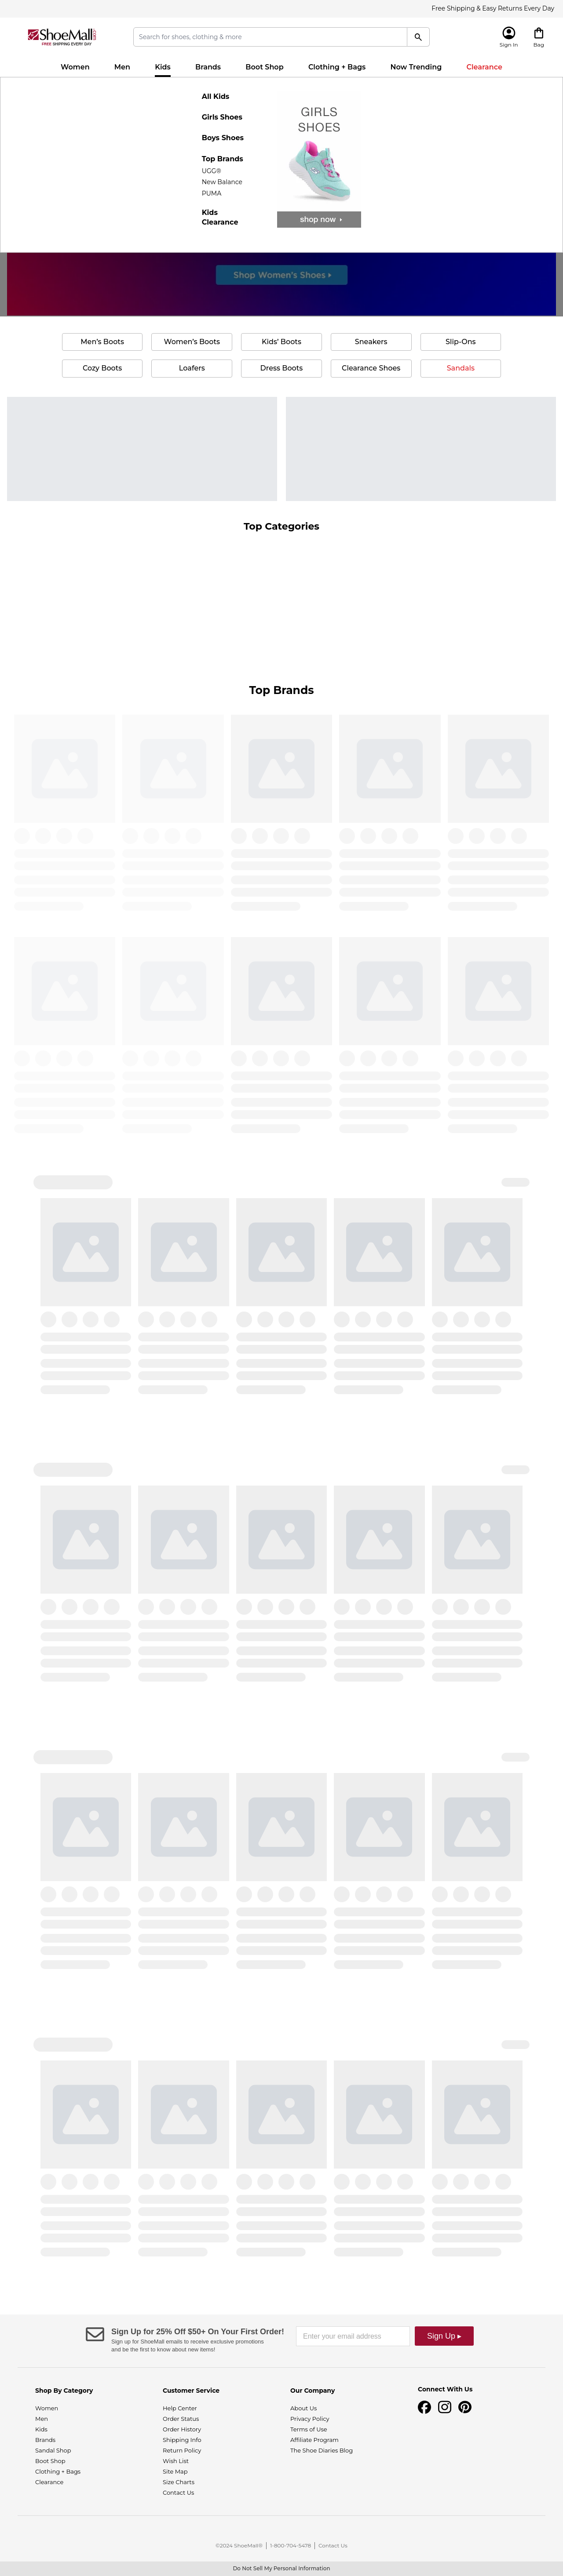 Free Shipping & Easy Returns Every Day
ShoeMall
FREE SHIPPING EVERY DAY
Search for shoes, clothing & more
Sign In
Bag
Women
Men
Kids
Brands
Boot Shop
Clothing + Bags
Now Trending
Clearance
All Kids
Girls Shoes
Boys Shoes
Top Brands
UGG®
New Balance
PUMA
Kids
Clearance
GIRLS
SHOES
shop now
Shop Women's Shoes
Men's Boots
Women's Boots
Kids' Boots
Sneakers
Slip-Ons
Cozy Boots
Loafers
Dress Boots
Clearance Shoes
Sandals
Top Categories
Top Brands
Sign Up for 25% Off $50+ On Your First Order!
Sign up for ShoeMall emails to receive exclusive promotions
and be the first to know about new items!
Enter your email address
Sign Up ▸
Shop By Category
Women
Men
Kids
Brands
Sandal Shop
Boot Shop
Clothing + Bags
Clearance
Customer Service
Help Center
Order Status
Order History
Shipping Info
Return Policy
Wish List
Site Map
Size Charts
Contact Us
Our Company
About Us
Privacy Policy
Terms of Use
Affiliate Program
The Shoe Diaries Blog
Connect With Us
©2024 ShoeMall® | 1-800-704-5478 | Contact Us
Do Not Sell My Personal Information